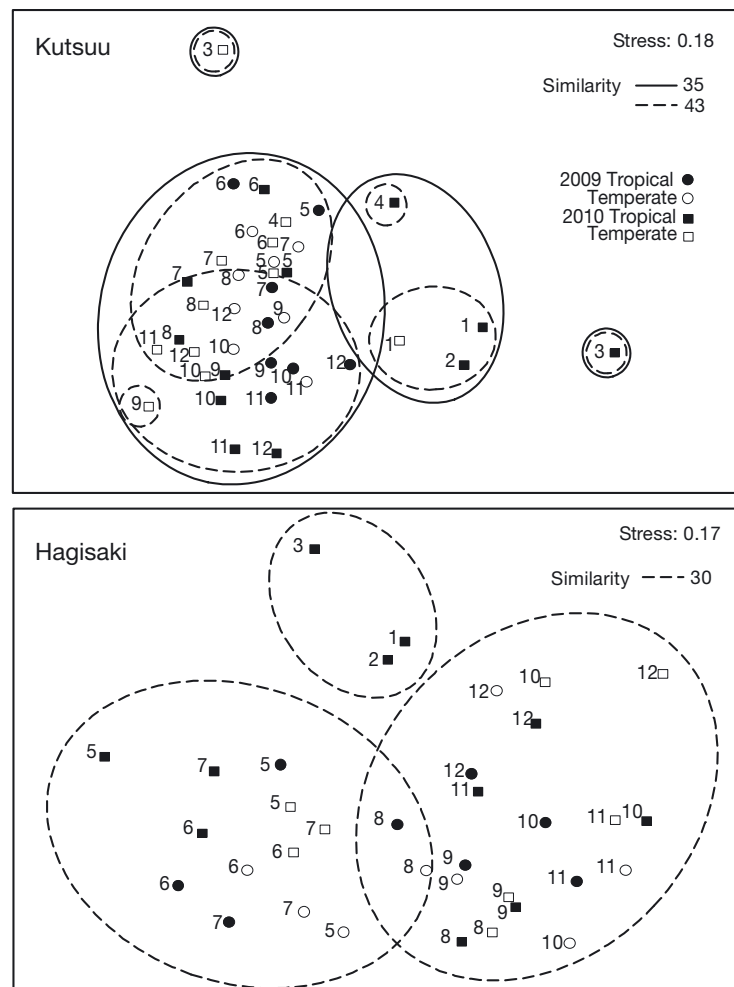 Kutsuu
3
Stress: 0.18
Similarity 35
43
2009 Tropical
Temperate
2010 Tropical
Temperate
6 6 5 4
4
6 6 7
7 5 5
7 8 5
7
8 12 9
8
11 8 1 1
12 10 3
10 9 9 10 12 2
9 10 11 11
11 12
Hagisaki
Stress: 0.17
Similarity 30
3
1
2
12 10 12
12
5 7 5 12
11
5 7 8 10 11 10
6 6
6 6 8 9 9 11 11
9
7 7 5 9
8 8 10